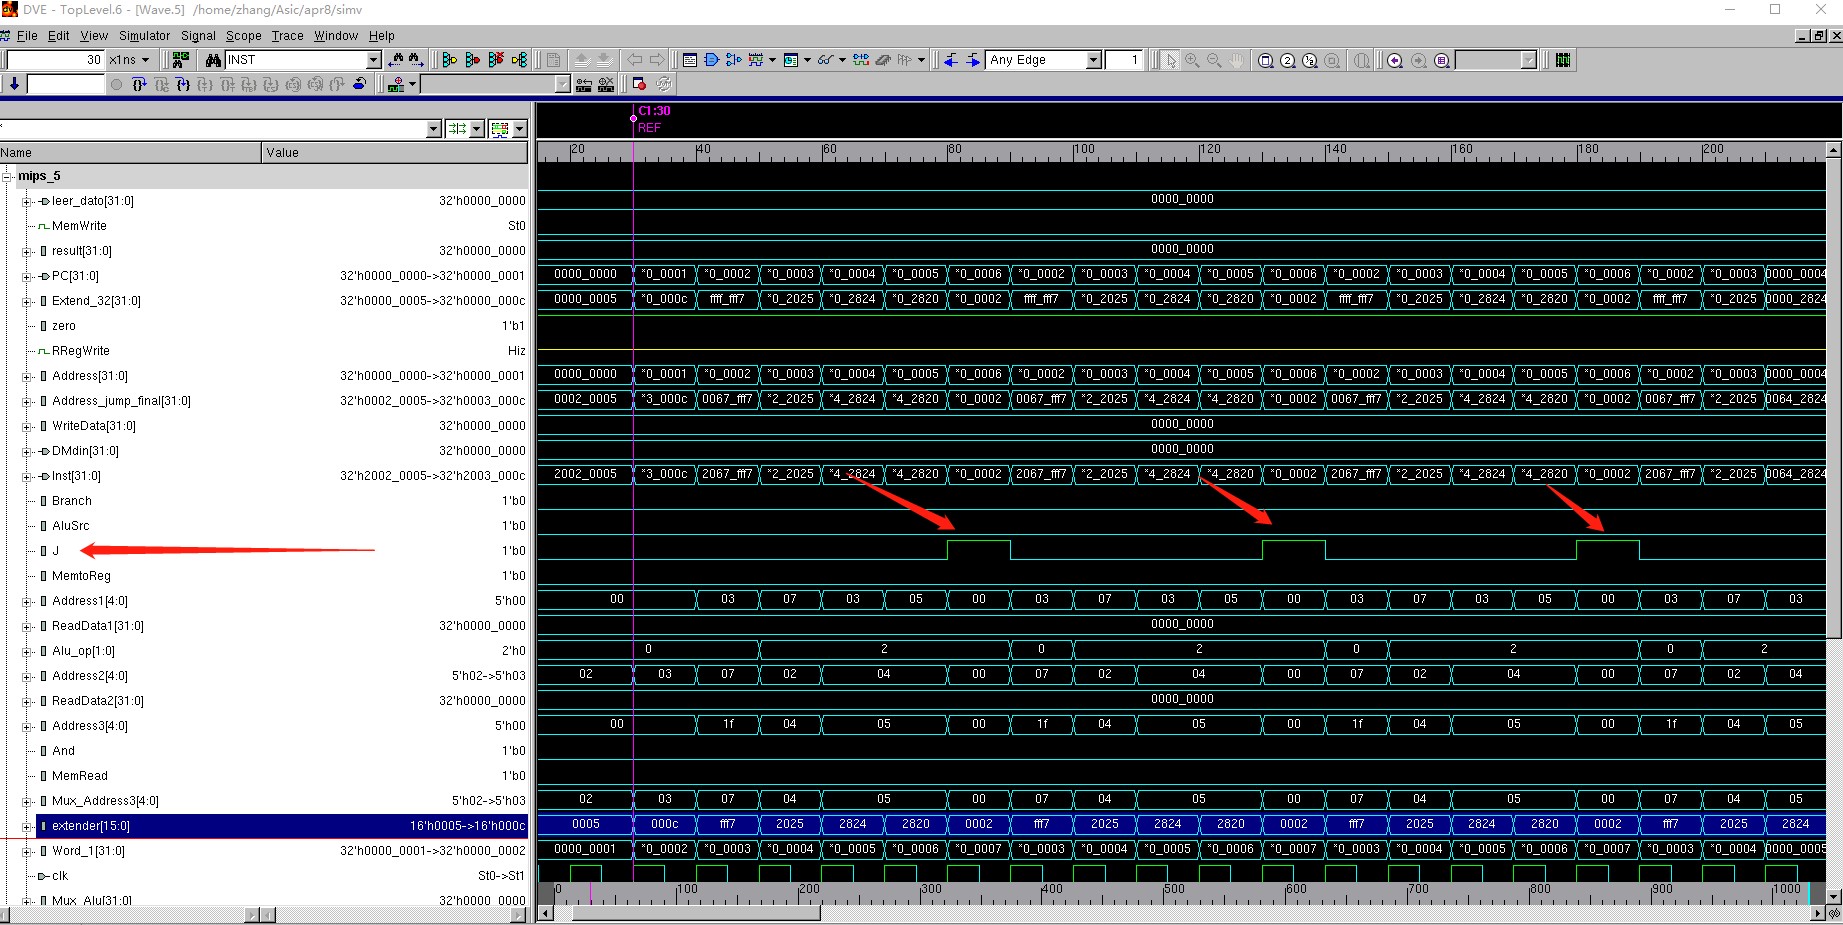 DVE - TopLevel.6 - [Wave.5]  /home/zhang/Asic/apr8/simv
File Edit View Simulator Signal Scope Trace Window Help
30 x1ns INST Any Edge 1
C1:30
REF
Name Value
20 40 60 80 100 120 140 160 180 200
mips_5
leer_dato[31:0] 32'h0000_0000 0000_0000
MemWrite St0
result[31:0] 32'h0000_0000 0000_0000
PC[31:0] 32'h0000_0000->32'h0000_0001 0000_0000 *0_0001 *0_0002 *0_0003 *0_0004 *0_0005 *0_0006 *0_0002 *0_0003 *0_0004 *0_0005 *0_0006 *0_0002 *0_0003 *0_0004 *0_0005 *0_0006 *0_0002 *0_0003 0000_0004
Extend_32[31:0] 32'h0000_0005->32'h0000_000c 0000_0005 *0_000c ffff_fff7 *0_2025 *0_2824 *0_2820 *0_0002 ffff_fff7 *0_2025 *0_2824 *0_2820 *0_0002 ffff_fff7 *0_2025 *0_2824 *0_2820 *0_0002 ffff_fff7 *0_2025 0000_2824
zero 1'b1
RRegWrite Hiz
Address[31:0] 32'h0000_0000->32'h0000_0001 0000_0000 *0_0001 *0_0002 *0_0003 *0_0004 *0_0005 *0_0006 *0_0002 *0_0003 *0_0004 *0_0005 *0_0006 *0_0002 *0_0003 *0_0004 *0_0005 *0_0006 *0_0002 *0_0003 0000_0004
Address_jump_final[31:0] 32'h0002_0005->32'h0003_000c 0002_0005 *3_000c 0067_fff7 *2_2025 *4_2824 *4_2820 *0_0002 0067_fff7 *2_2025 *4_2824 *4_2820 *0_0002 0067_fff7 *2_2025 *4_2824 *4_2820 *0_0002 0067_fff7 *2_2025 0064_2824
WriteData[31:0] 32'h0000_0000 0000_0000
DMdin[31:0] 32'h0000_0000 0000_0000
Inst[31:0] 32'h2002_0005->32'h2003_000c 2002_0005 *3_000c 2067_fff7 *2_2025 *4_2824 *4_2820 *0_0002 2067_fff7 *2_2025 *4_2824 *4_2820 *0_0002 2067_fff7 *2_2025 *4_2824 *4_2820 *0_0002 2067_fff7 *2_2025 0064_2824
Branch 1'b0
AluSrc 1'b0
J 1'b0
MemtoReg 1'b0
Address1[4:0] 5'h00 00 03 07 03 05 00 03 07 03 05 00 03 07 03 05 00 03 07 03
ReadData1[31:0] 32'h0000_0000 0000_0000
Alu_op[1:0] 2'h0 0 2 0 2 0 2 0 2
Address2[4:0] 5'h02->5'h03 02 03 07 02 04 00 07 02 04 00 07 02 04 00 07 02 04
ReadData2[31:0] 32'h0000_0000 0000_0000
Address3[4:0] 5'h00 00 1f 04 05 00 1f 04 05 00 1f 04 05 00 1f 04 05
And 1'b0
MemRead 1'b0
Mux_Address3[4:0] 5'h02->5'h03 02 03 07 04 05 00 07 04 05 00 07 04 05 00 07 04 05
extender[15:0] 16'h0005->16'h000c 0005 000c fff7 2025 2824 2820 0002 fff7 2025 2824 2820 0002 fff7 2025 2824 2820 0002 fff7 2025 2824
Word_1[31:0] 32'h0000_0001->32'h0000_0002 0000_0001 *0_0002 *0_0003 *0_0004 *0_0005 *0_0006 *0_0007 *0_0003 *0_0004 *0_0005 *0_0006 *0_0007 *0_0003 *0_0004 *0_0005 *0_0006 *0_0007 *0_0003 *0_0004 0000_0005
clk St0->St1
Mux_Alu[31:0] 32'h0000_0000
0 100 200 300 400 500 600 700 800 900 1000